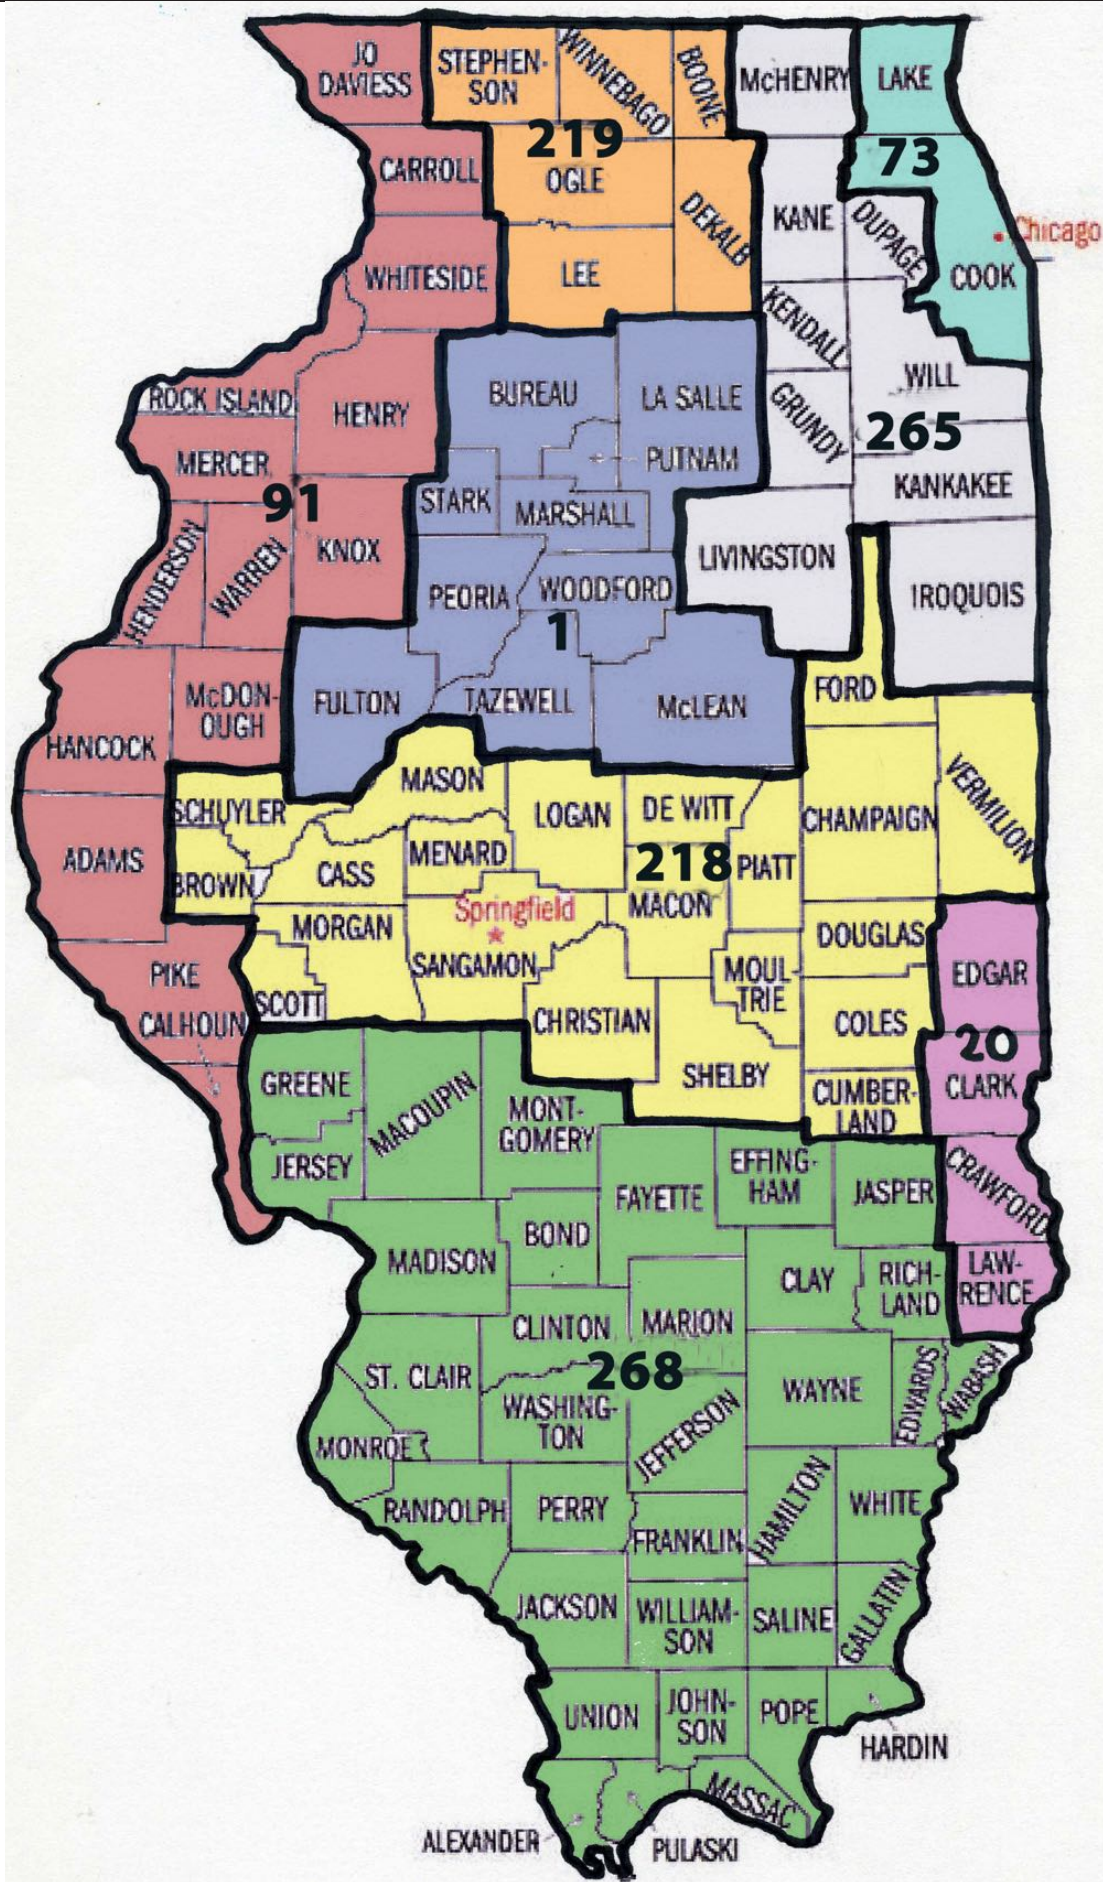 JO
DAVIESS
STEPHEN-
SON
WINNEBAGO
BOONE
McHENRY
LAKE
219
73
CARROLL
OGLE
KANE
DUPAGE
DEKALB
Chicago
WHITESIDE
LEE
COOK
KENDALL
ROCK ISLAND
HENRY
BUREAU
LA SALLE
WILL
GRUNDY
265
MERCER
PUTNAM
KANKAKEE
91
STARK
MARSHALL
HENDERSON
WARREN
KNOX
LIVINGSTON
PEORIA
WOODFORD
IROQUOIS
1
McDON-
OUGH
FULTON
TAZEWELL
McLEAN
FORD
HANCOCK
MASON
VERMILION
SCHUYLER
LOGAN
DE WITT
CHAMPAIGN
ADAMS
MENARD
218
PIATT
BROWN
CASS
Springfield
MACON
MORGAN
DOUGLAS
PIKE
SANGAMON
MOUL-
TRIE
EDGAR
SCOTT
CALHOUN
CHRISTIAN
COLES
20
GREENE
MACOUPIN
SHELBY
CUMBER-
LAND
CLARK
MONT-
GOMERY
JERSEY
FAYETTE
EFFING-
HAM
JASPER
CRAWFORD
BOND
MADISON
CLAY
RICH-
LAND
LAW-
RENCE
CLINTON
MARION
268
ST. CLAIR
WASHING-
TON
JEFFERSON
WAYNE
EDWARDS
WABASH
MONROE
RANDOLPH
PERRY
FRANKLIN
HAMILTON
WHITE
JACKSON
WILLIAM-
SON
SALINE
GALLATIN
UNION
JOHN-
SON
POPE
HARDIN
MASSAC
ALEXANDER
PULASKI